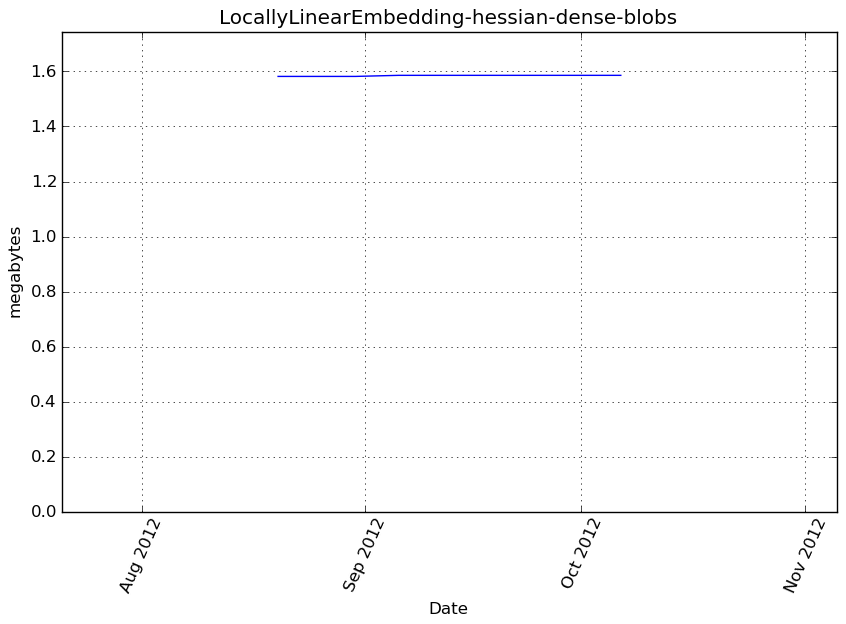 LocallyLinearEmbedding-hessian-dense-blobs
1.6
1.4
1.2
1.0
0.8
0.6
0.4
0.2
0.0
megabytes
Aug 2012
Sep 2012
Oct 2012
Nov 2012
Date